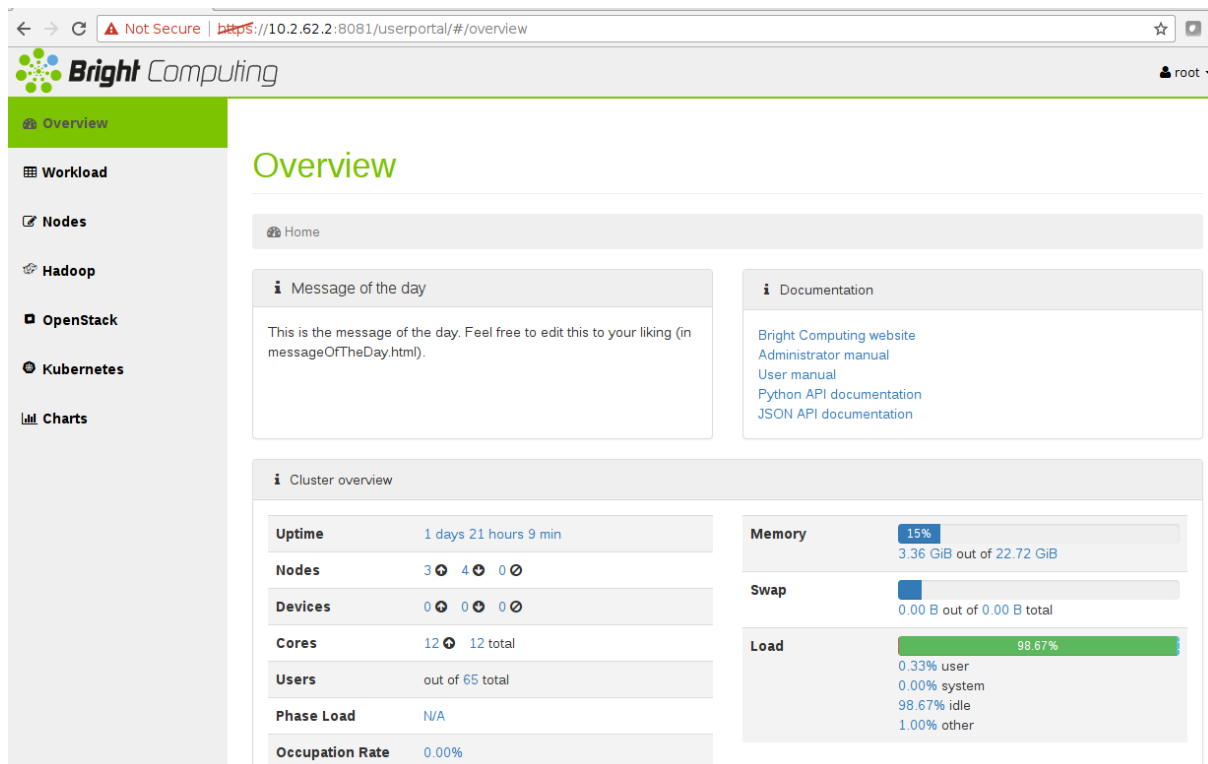 Not Secure | https://10.2.62.2:8081/userportal/#/overview
Bright Computing
root
Overview
Workload
Nodes
Hadoop
OpenStack
Kubernetes
Charts
Overview
Home
i Message of the day
This is the message of the day. Feel free to edit this to your liking (in
messageOfTheDay.html).
i Documentation
Bright Computing website
Administrator manual
User manual
Python API documentation
JSON API documentation
i Cluster overview
Uptime 1 days 21 hours 9 min
Nodes 3 4 0
Devices 0 0 0
Cores 12 12 total
Users out of 65 total
Phase Load N/A
Occupation Rate 0.00%
Memory 15%
3.36 GiB out of 22.72 GiB
Swap
0.00 B out of 0.00 B total
Load 98.67%
0.33% user
0.00% system
98.67% idle
1.00% other